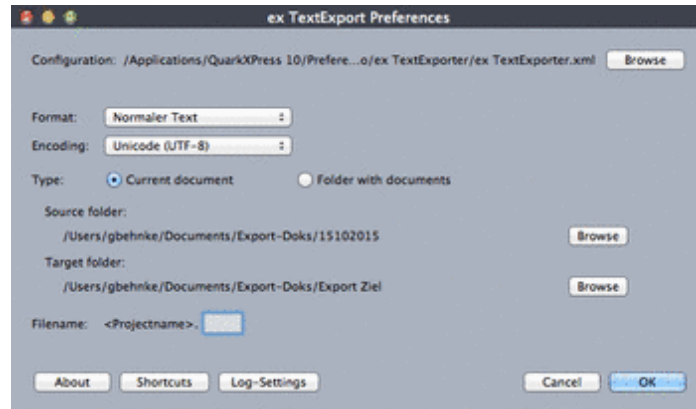 ex TextExport Preferences
Configuration: /Applications/QuarkXPress 10/Prefere...o/ex TextExporter/ex TextExporter.xml Browse
Format: Normaler Text
Encoding: Unicode (UTF-8)
Type: Current document Folder with documents
Source folder:
/Users/gbehnke/Documents/Export-Doks/15102015 Browse
Target folder:
/Users/gbehnke/Documents/Export-Doks/Export Ziel Browse
Filename: <Projectname>.
About Shortcuts Log-Settings Cancel OK